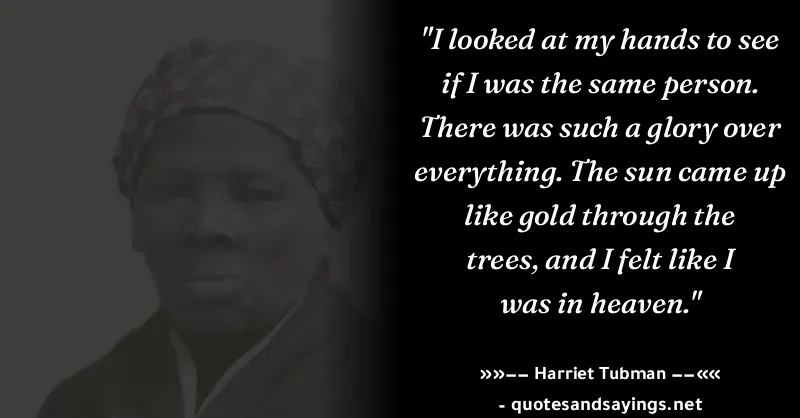 "I looked at my hands to see
if I was the same person.
There was such a glory over
everything. The sun came up
like gold through the
trees, and I felt like I
was in heaven."
»»–– Harriet Tubman ––««
- quotesandsayings.net